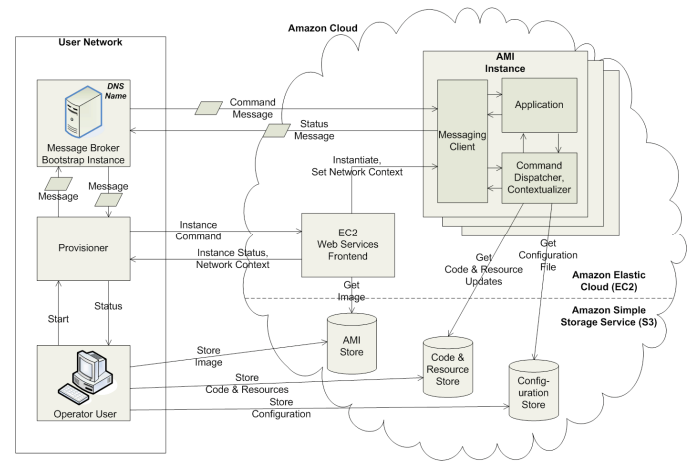 Amazon Cloud
User Network
DNS
Name
Message Broker
Bootstrap Instance
Message
Message
Provisioner
Start
Status
Operator User
Command
Message
Status
Message
Instantiate,
Set Network Context
Instance
Command
Instance Status,
Network Context
EC2
Web Services
Frontend
Get
Image
AMI
Instance
Messaging
Client
Application
Command
Dispatcher,
Contextualizer
Get
Code & Resource
Updates
Get
Configuration
File
Amazon Elastic
Cloud (EC2)
Amazon Simple
Storage Service (S3)
Store
Image
Store
Code & Resources
Store
Configuration
AMI
Store
Code &
Resource
Store
Config-
uration
Store